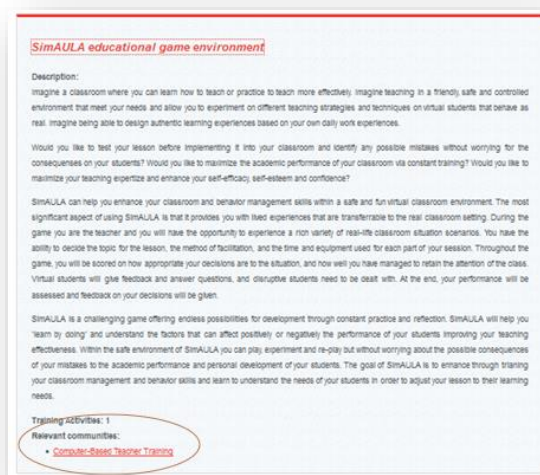 SimAULA educational game environment
Description:
Imagine a classroom where you can learn how to teach or practice to teach more effectively. Imagine teaching in a friendly, safe and controlled
environment that meet your needs and allow you to experiment on different teaching strategies and techniques on virtual students that behave as
real. Imagine being able to design authentic learning experiences based on your own daily work experiences.
Would you like to test your lesson before implementing it into your classroom and identify any possible mistakes without worrying for the
consequenses on your students? Would you like to maximize the academic performance of your classroom via constant training? Would you like to
maximize your teaching expertize and enhance your self-efficacy, self-esteem and confidence?
SimAULA can help you enhance your classroom and behavior management skills within a safe and fun virtual classroom environment. The most
significant aspect of using SimAULA is that it provides you with lived experiences that are transferrable to the real classroom setting. During the
game you are the teacher and you will have the opportunity to experience a rich variety of real-life classroom situation scenarios. You have the
ability to decide the topic for the lesson, the method of facilitation, and the time and equipment used for each part of your session. Throughout the
game, you will be scored on how appropriate your decisions are to the situation, and how well you have managed to retain the attention of the class.
Virtual students will give feedback and answer questions, and disruptive students need to be dealt with. At the end, your performance will be
assessed and feedback on your decisions will be given.
SimAULA is a challenging game offering endless possibilities for development through constant practice and reflection. SimAULA will help you
'learn by doing' and understand the factors that can affect positively or negatively the performance of your students improving your teaching
effectiveness. Within the safe environment of SimAULA you can play, experiment and re-play but without worrying about the possible consequences
of your mistakes to the academic performance and personal development of your students. The goal of SimAULA is to enhance through trianing
your classroom management and behavior skills and learn to understand the needs of your students in order to adjust your lesson to their learning
needs.
Training Activities: 1
Relevant communities:
• Computer-Based Teacher Training